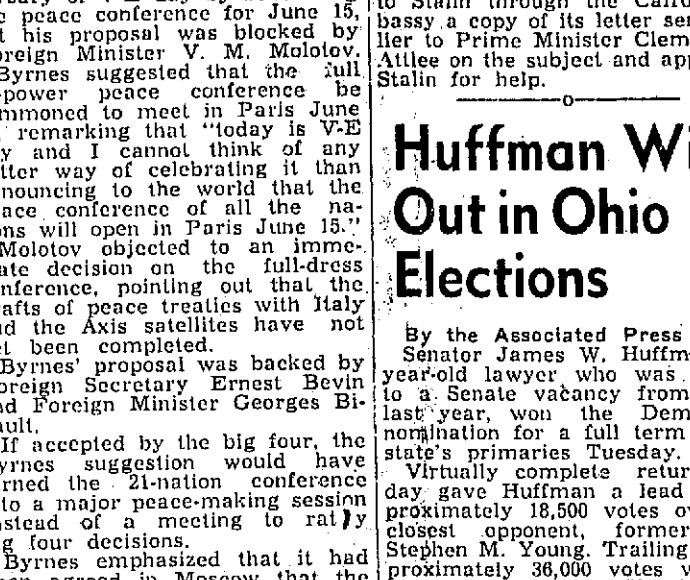 peace conference for June 15,
his proposal was blocked by
Foreign Minister V. M. Molotov.
Byrnes suggested that the full
-power peace conference be
mmoned to meet in Paris June
remarking that "today is V-E
y and I cannot think of any
tter way of celebrating it than
nouncing to the world that the
ace conference of all the na-
ons will open in Paris June 15."
Molotov objected to an imme-
ate decision on the full-dress
nference, pointing out that the
afts of peace treaties with Italy
d the Axis satellites have not
t been completed.
Byrnes' proposal was backed by
oreign Secretary Ernest Bevin
d Foreign Minister Georges Bi-
ault.
If accepted by the big four, the
yrnes suggestion would have
rned the 21-nation conference
to a major peace-making session
stead of a meeting to ratify
g four decisions.
Byrnes emphasized that it had
agreed in Moscow that the
to Stalin through the
bassy a copy of its letter
lier to Prime Minister Clem
Attlee on the subject and app
Stalin for help.
Huffman W
Out in Ohio
Elections
By the Associated Press
Senator James W. Huffm
year-old lawyer who was
to a Senate vacancy from
last year, won the Dem
nomination for a full term
state's primaries Tuesday.
Virtually complete retur
day gave Huffman a lead
proximately 18,500 votes o
closest opponent, former
Stephen M. Young. Trailing
proximately 36,000 votes